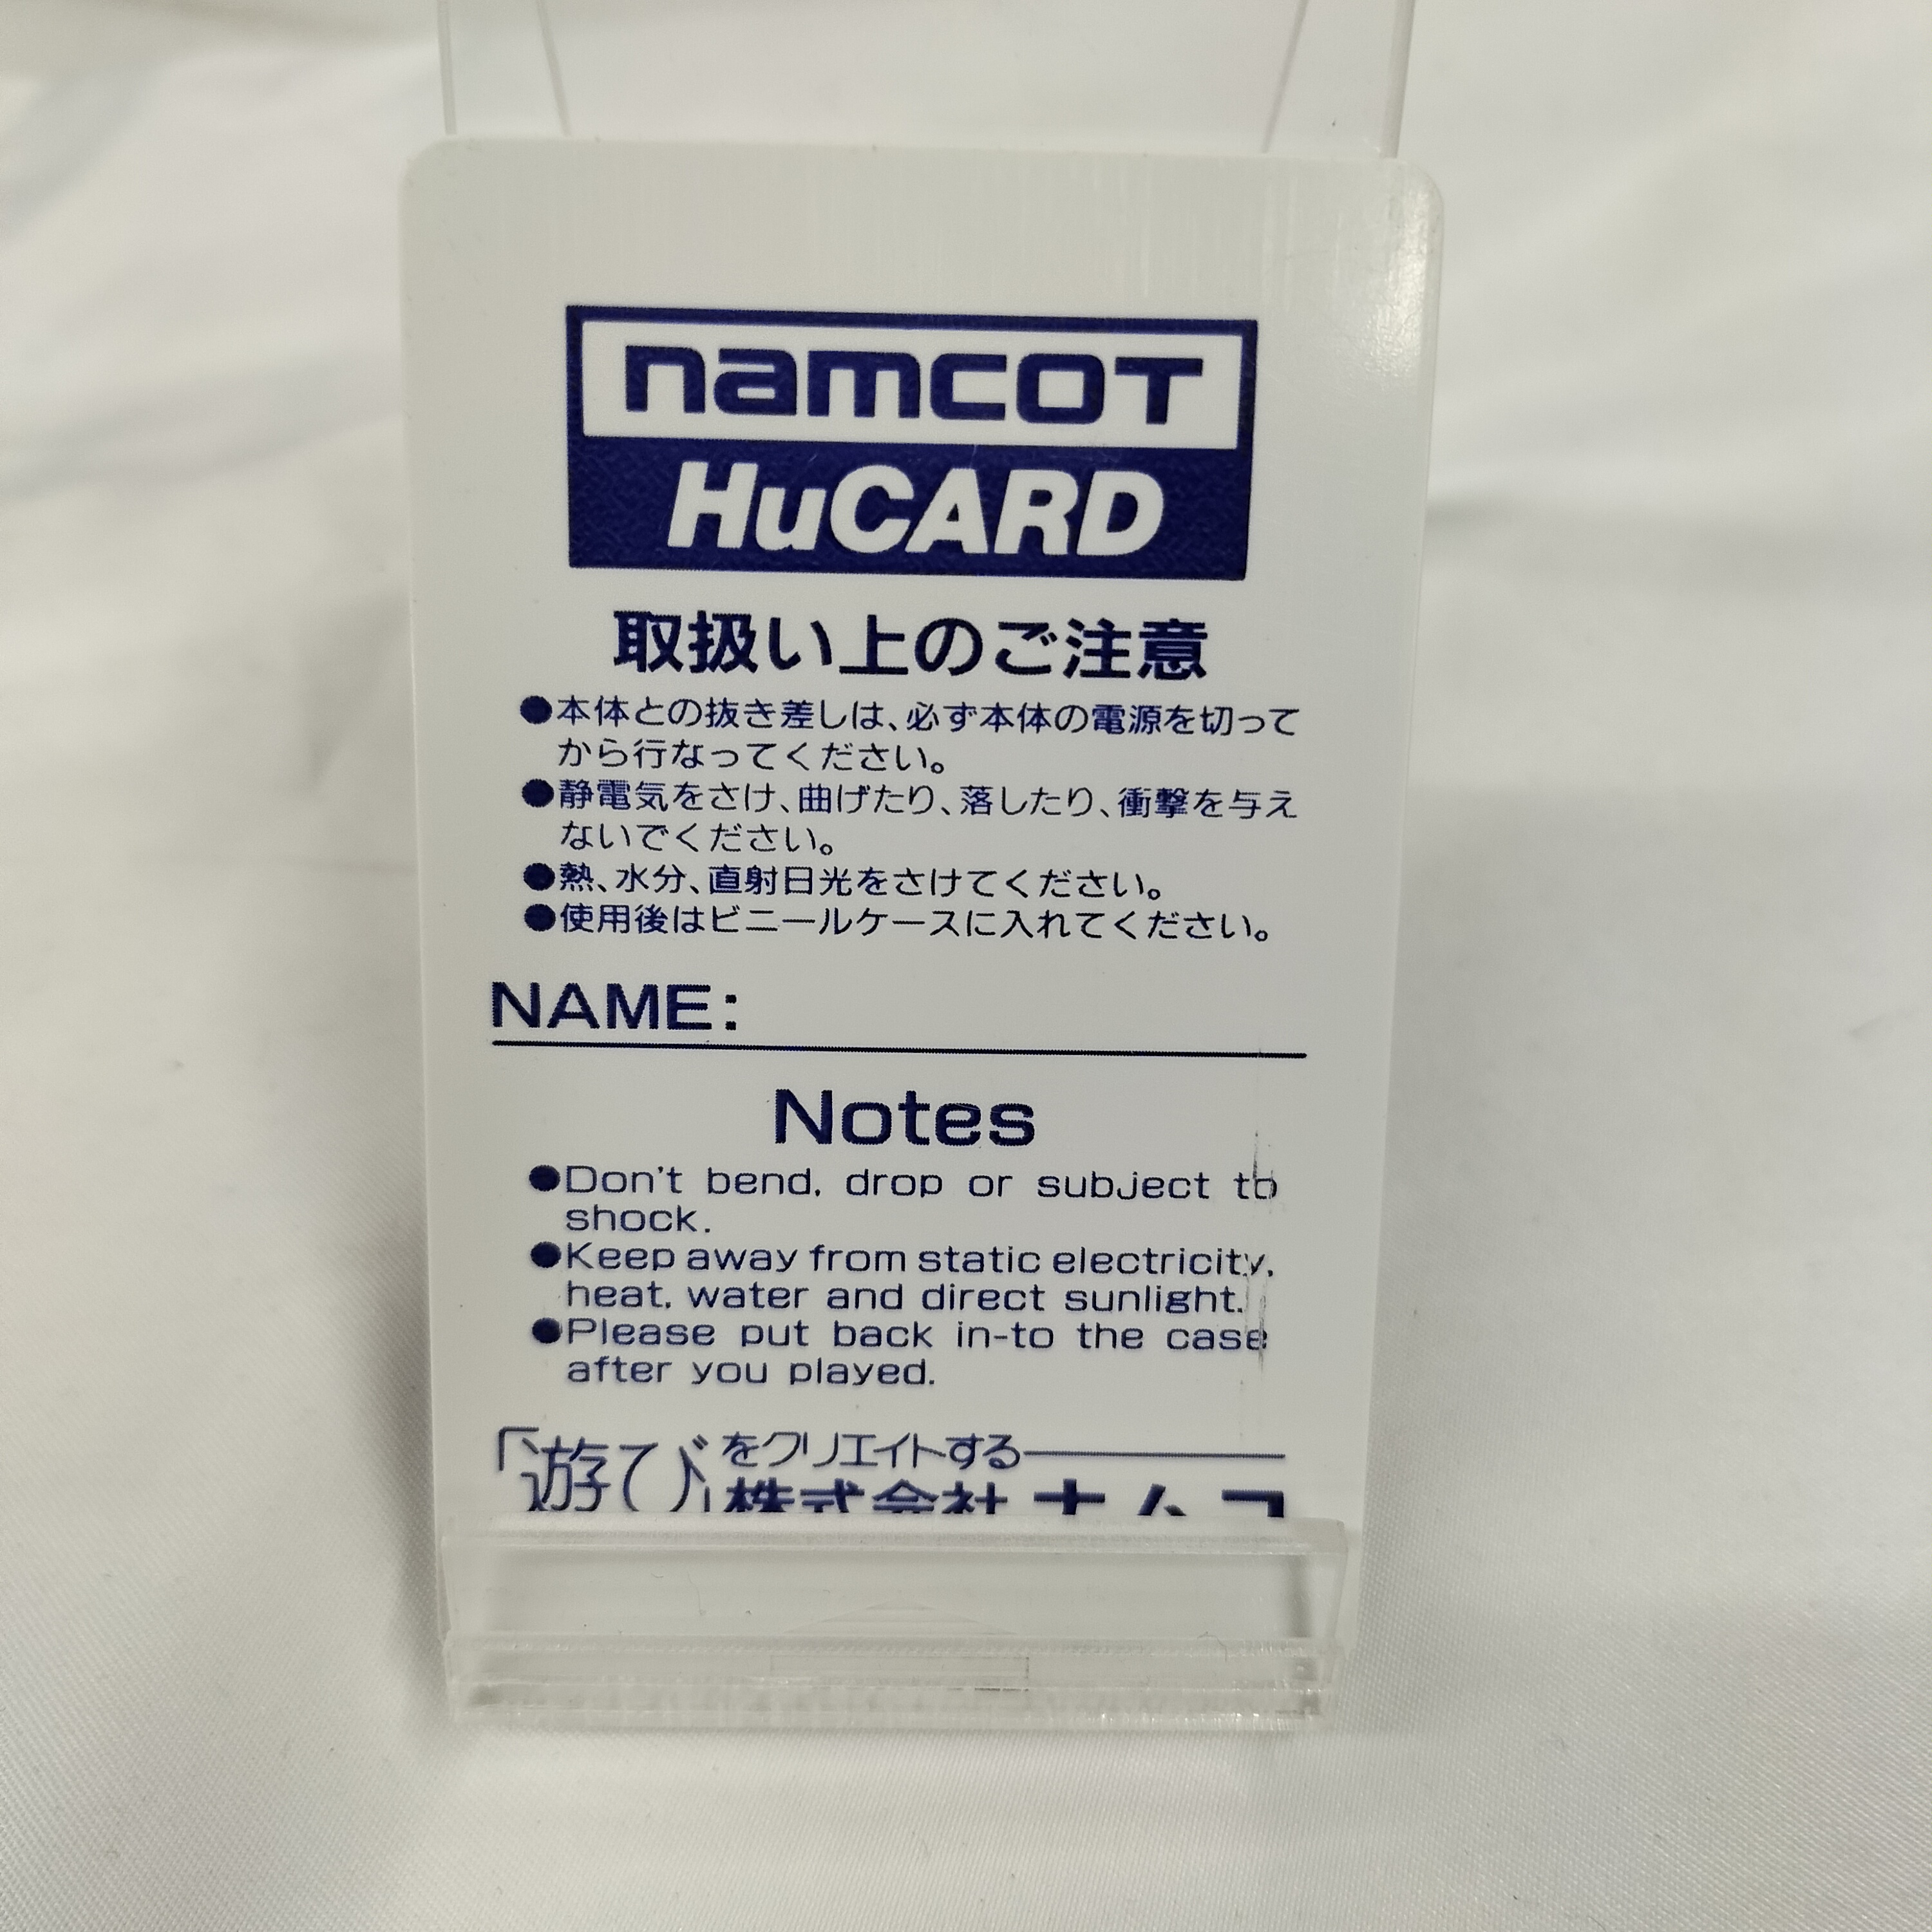 namcoT
HuCARD
取扱い上のご注意
●本体との抜き差しは、必ず本体の電源を切って
から行なってください。
●静電気をさけ、曲げたり、落したり、衝撃を与え
ないでください。
●熱、水分、直射日光をさけてください。
●使用後はビニールケースに入れてください。
NAME:
Notes
●Don't bend, drop or subject to
shock.
●Keep away from static electricity,
heat, water and direct sunlight.
●Please put back in-to the case
after you played.
「遊び をクリエイトする
株式会社ナムコ